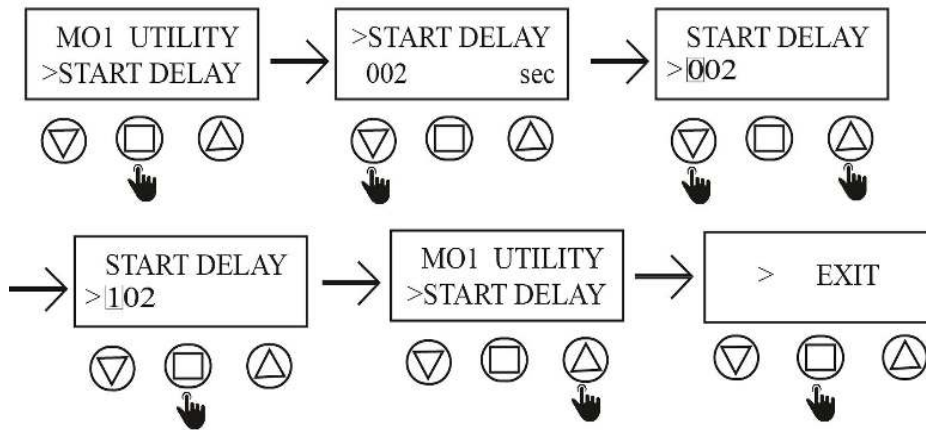 MO1 UTILITY
>START DELAY
>START DELAY
002 sec
START DELAY
>002
START DELAY
>102
MO1 UTILITY
>START DELAY
> EXIT